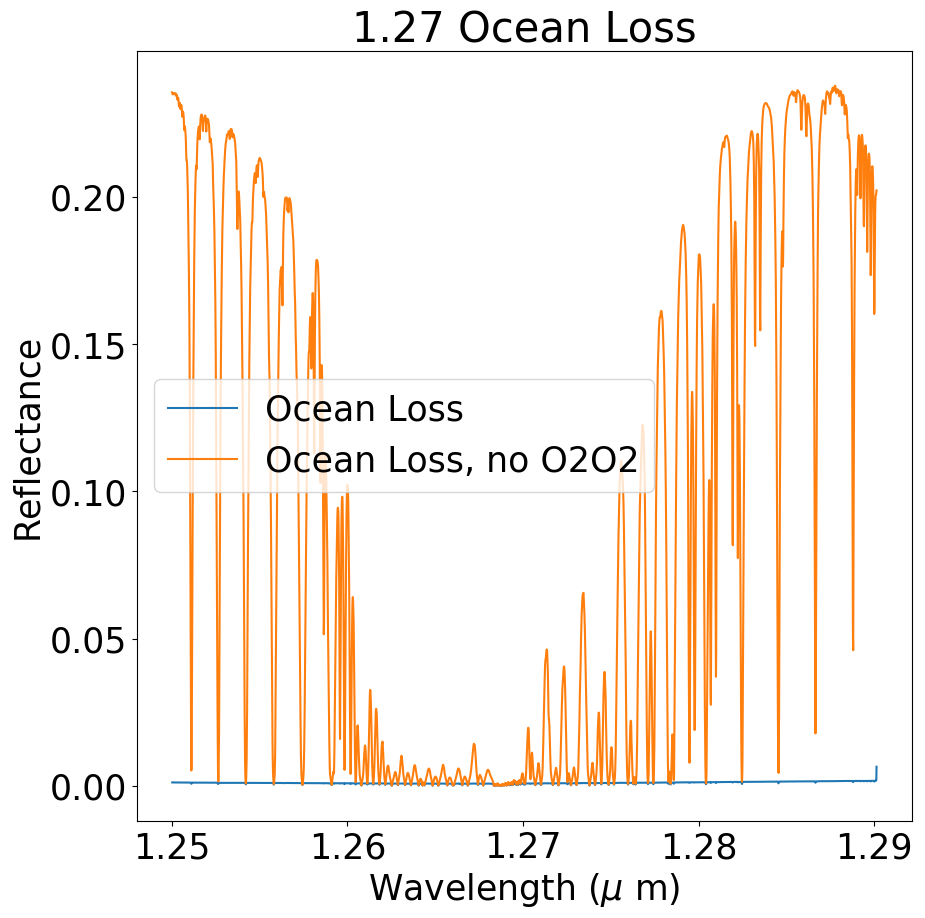 1.27 Ocean Loss
Reflectance
0.20
0.15
0.10
0.05
0.00
Ocean Loss
Ocean Loss, no O2O2
1.25
1.26
1.27
1.28
1.29
Wavelength (μ m)